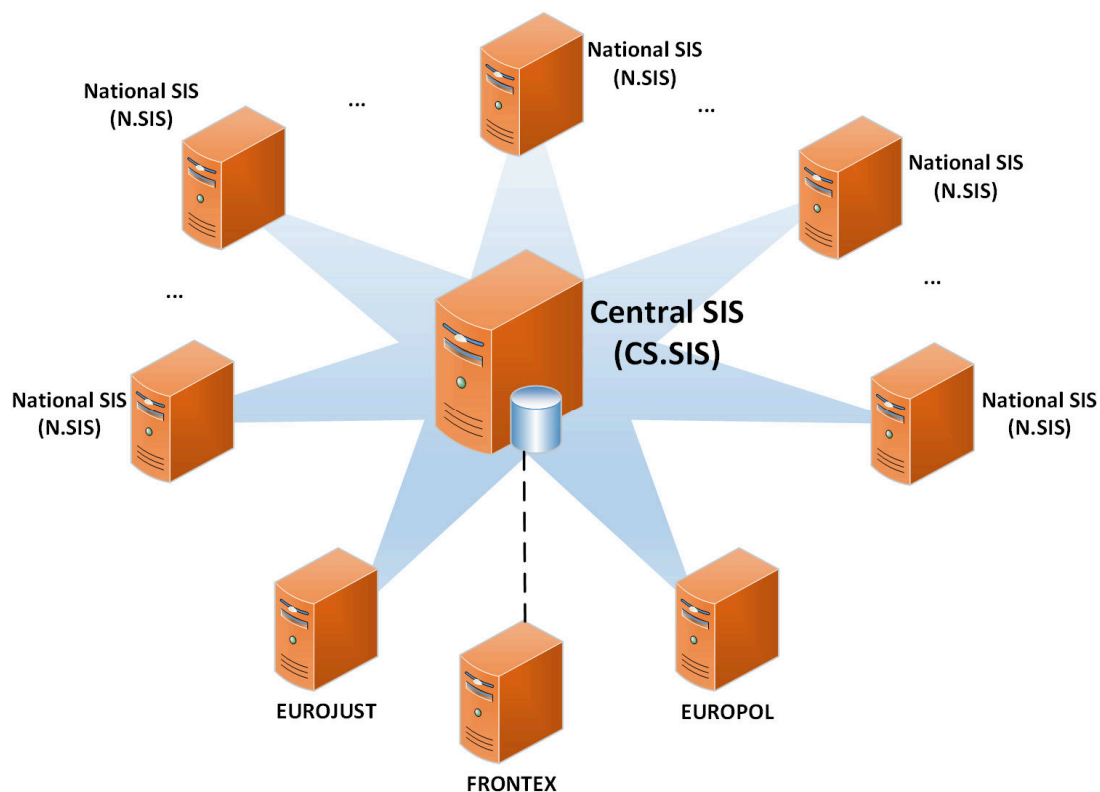 National SIS
(N.SIS)
...
...
National SIS
(N.SIS)
National SIS
(N.SIS)
...
Central SIS
(CS.SIS)
...
National SIS
(N.SIS)
National SIS
(N.SIS)
EUROJUST
EUROPOL
FRONTEX